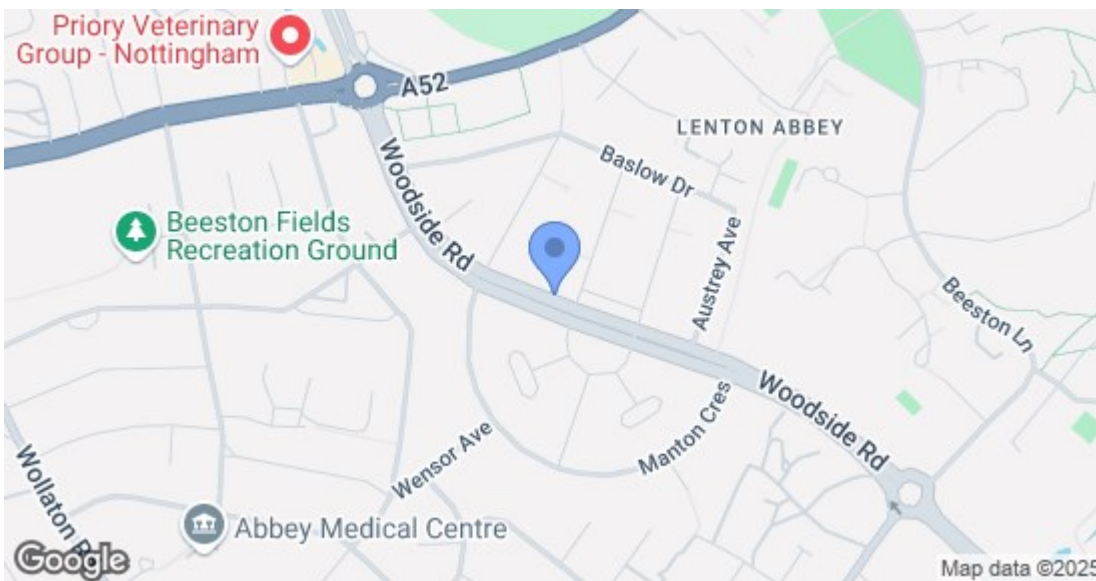 Priory Veterinary
Group - Nottingham
A52
LENTON ABBEY
Baslow Dr
Woodside Rd
Beeston Fields
Recreation Ground
Austrey Ave
Beeston Ln
Woodside Rd
Manton Cres
Wensor Ave
Wollaton R
Abbey Medical Centre
Google
Map data ©2025